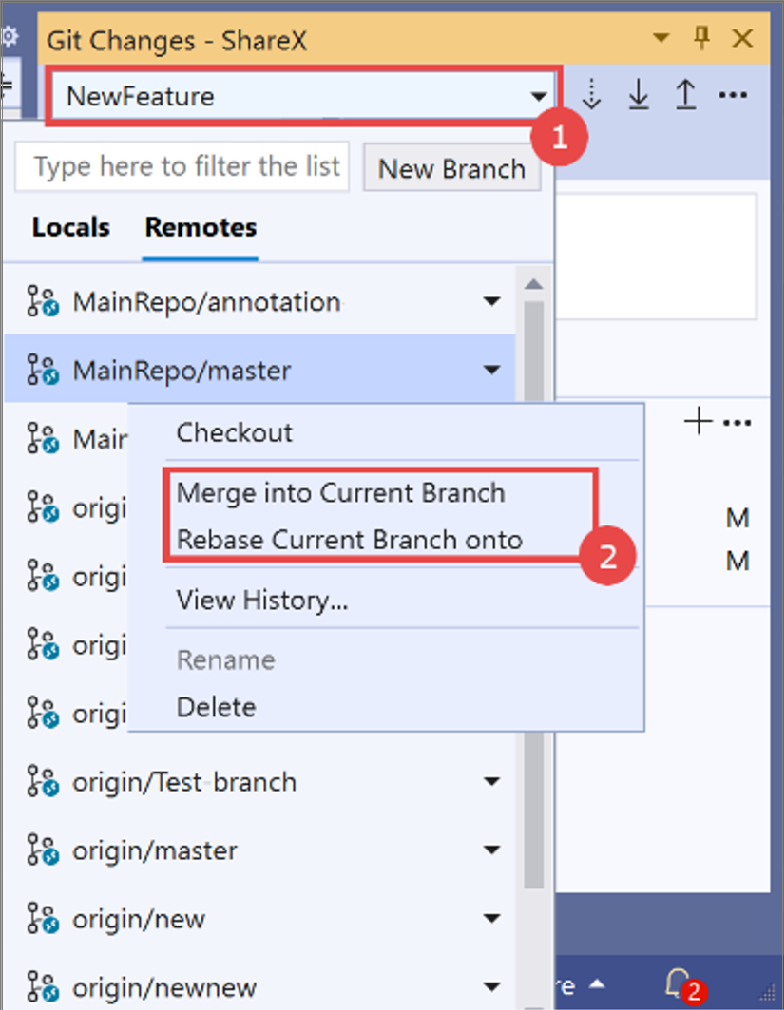 Git Changes - ShareX
NewFeature
1
Type here to filter the list
New Branch
Locals
Remotes
MainRepo/annotation
MainRepo/master
Main
Checkout
Merge into Current Branch
origi
M
Rebase Current Branch onto
2
M
origi
View History...
origi
Rename
origi
Delete
origin/Test-branch
origin/master
origin/new
origin/newnew
re
2